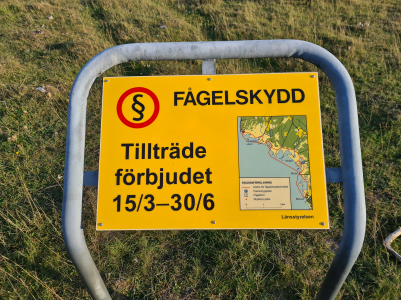 §
FÅGELSKYDD
Tillträde
förbjudet
15/3–30/6
Länsstyrelsen